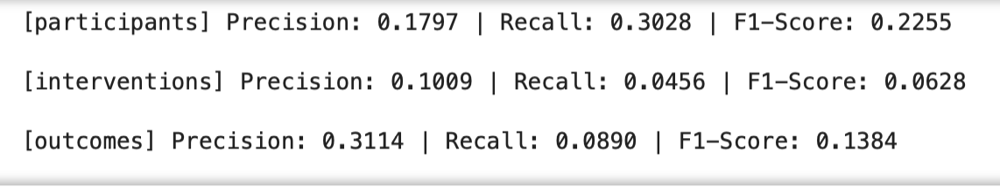 [participants] Precision: 0.1797 | Recall: 0.3028 | F1-Score: 0.2255
[interventions] Precision: 0.1009 | Recall: 0.0456 | F1-Score: 0.0628
[outcomes] Precision: 0.3114 | Recall: 0.0890 | F1-Score: 0.1384